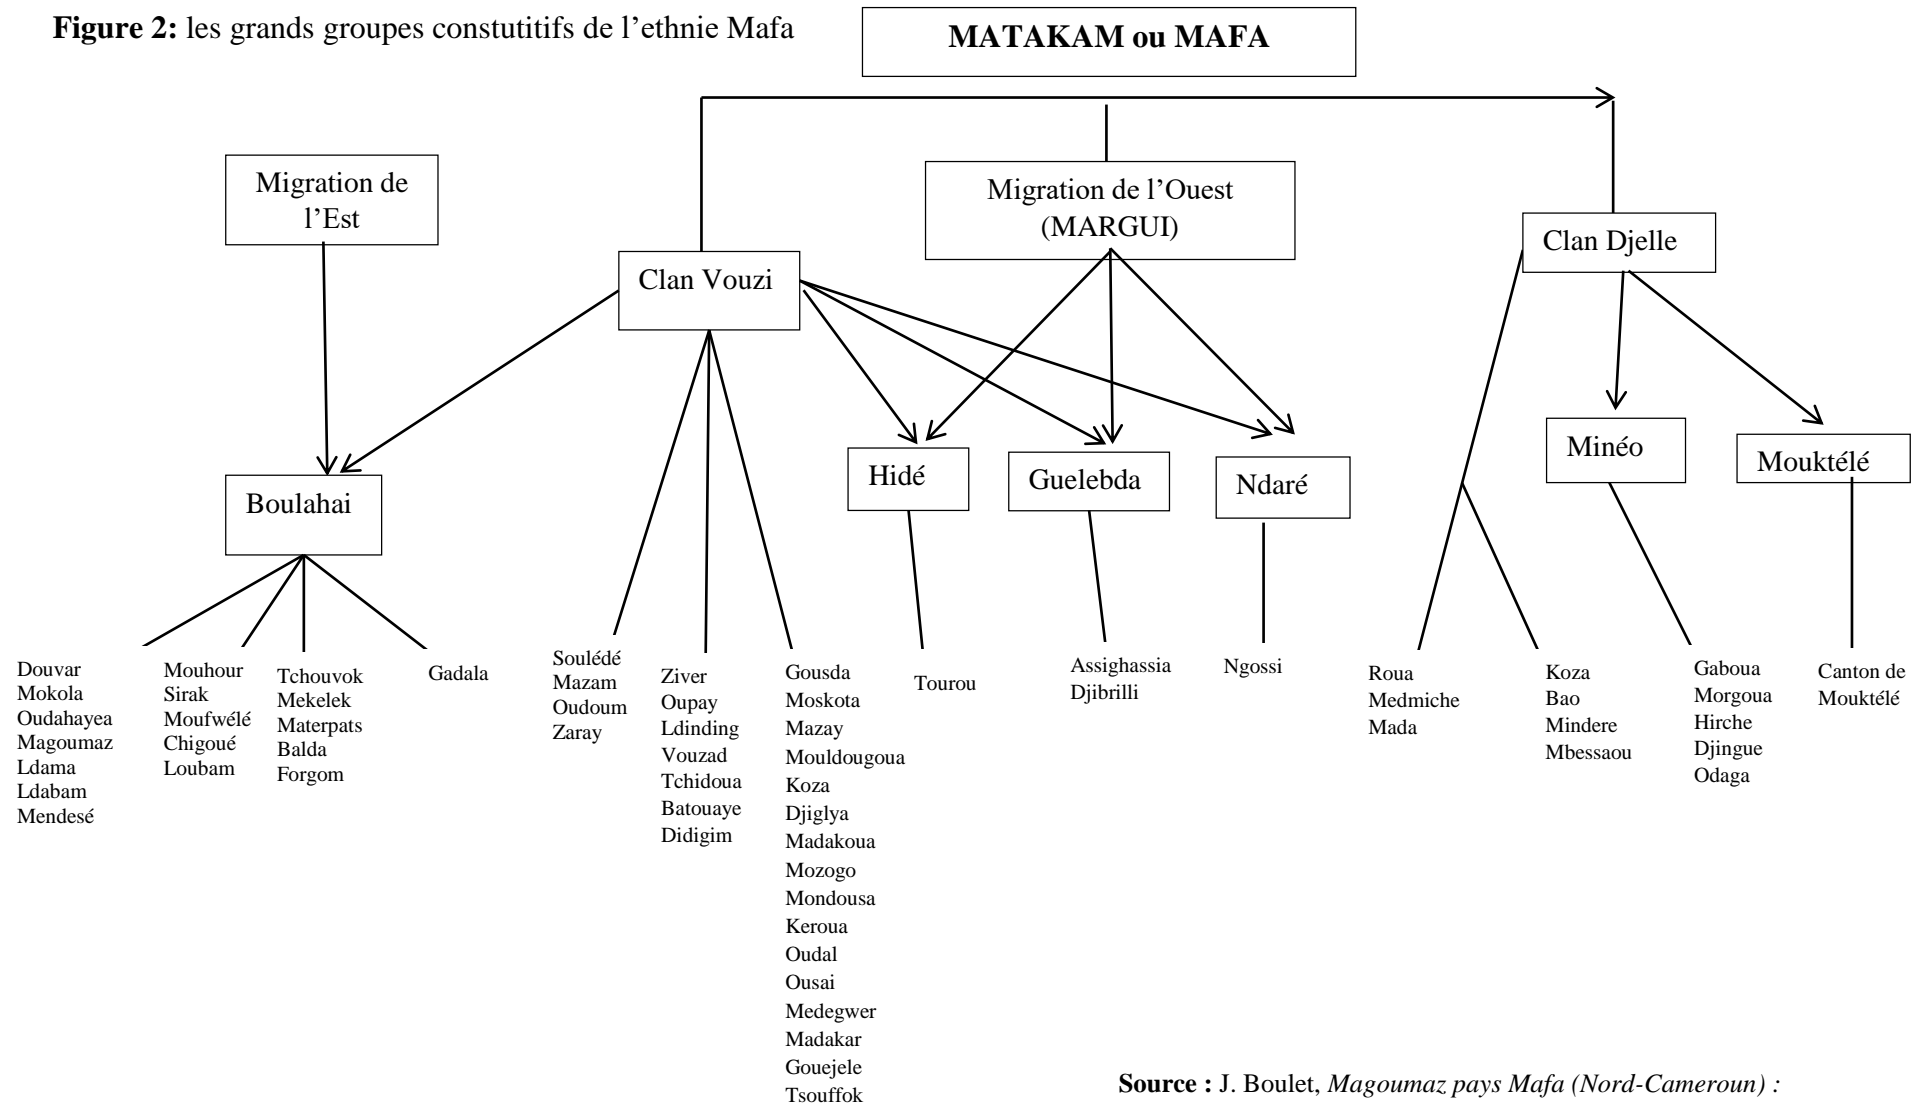 Figure 2: les grands groupes constutitifs de l’ethnie Mafa
MATAKAM ou MAFA
Migration de
l’Est
Migration de l’Ouest
(MARGUI)
Clan Djelle
Clan Vouzi
Boulahai
Hidé
Guelebda
Ndaré
Minéo
Mouktélé
Douvar
Mokola
Oudahayea
Magoumaz
Ldama
Ldabam
Mendesé
Mouhour
Sirak
Moufwélé
Chigoué
Loubam
Tchouvok
Mekelek
Materpats
Balda
Forgom
Gadala
Soulédé
Mazam
Oudoum
Zaray
Ziver
Oupay
Ldinding
Vouzad
Tchidoua
Batouaye
Didigim
Gousda
Moskota
Mazay
Mouldougoua
Koza
Djiglya
Madakoua
Mozogo
Mondousa
Keroua
Oudal
Ousai
Medegwer
Madakar
Gouejele
Tsouffok
Tourou
Assighassia
Djibrilli
Ngossi
Roua
Medmiche
Mada
Koza
Bao
Mindere
Mbessaou
Gaboua
Morgoua
Hirche
Djingue
Odaga
Canton de
Mouktélé
Source : J. Boulet, Magoumaz pays Mafa (Nord-Cameroun) :